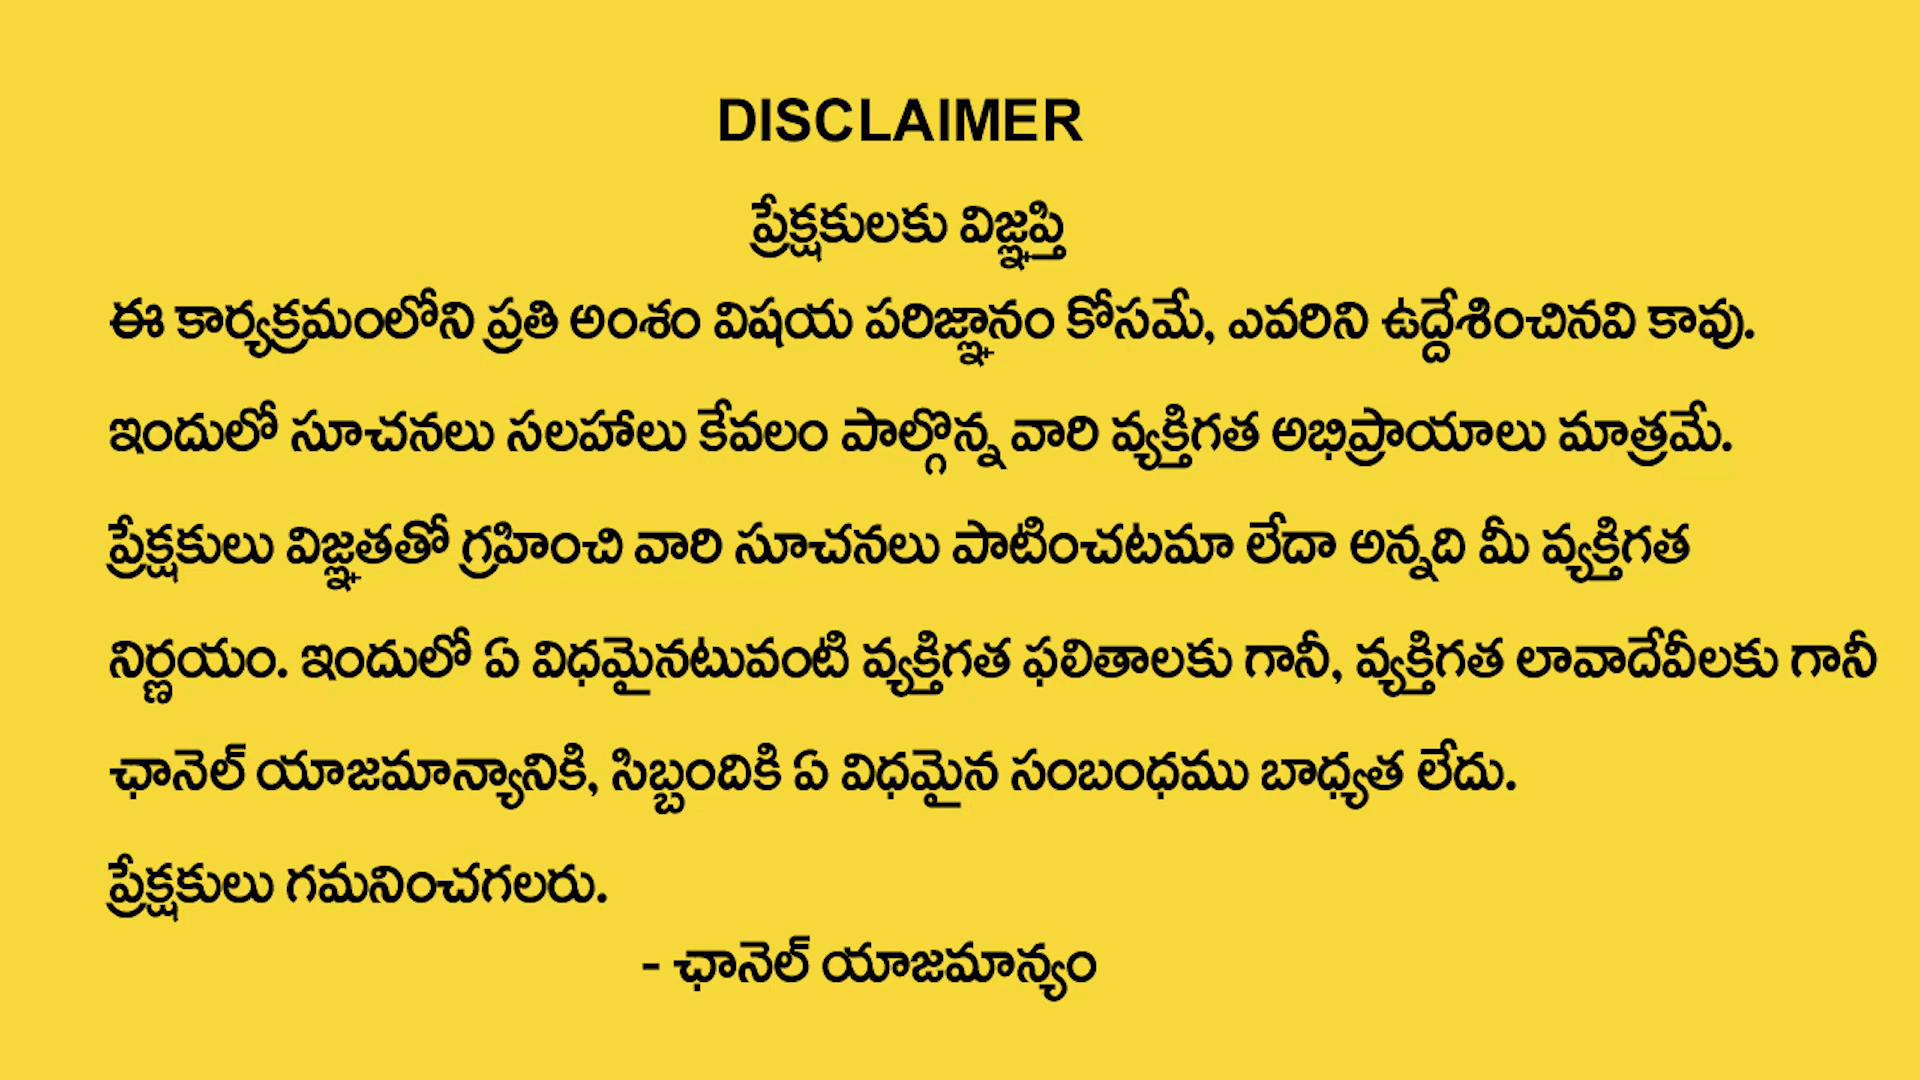 DISCLAIMER
ప్రేక్షకులకు విజ్ఞప్తి
ఈ కార్యక్రమంలోని ప్రతి అంశం విషయ పరిజ్ఞానం కోసమే, ఎవరిని ఉద్దేశించినవి కావు.
ఇందులో సూచనలు సలహాలు కేవలం పాల్గొన్న వారి వ్యక్తిగత అభిప్రాయాలు మాత్రమే.
ప్రేక్షకులు విజ్ఞతతో గ్రహించి వారి సూచనలు పాటించటమా లేదా అన్నది మీ వ్యక్తిగత
నిర్ణయం. ఇందులో ఏ విధమైనటువంటి వ్యక్తిగత ఫలితాలకు గానీ, వ్యక్తిగత లావాదేవీలకు గానీ
ఛానెల్ యాజమాన్యానికి, సిబ్బందికి ఏ విధమైన సంబంధము బాధ్యత లేదు.
ప్రేక్షకులు గమనించగలరు.
- ఛానెల్ యాజమాన్యం